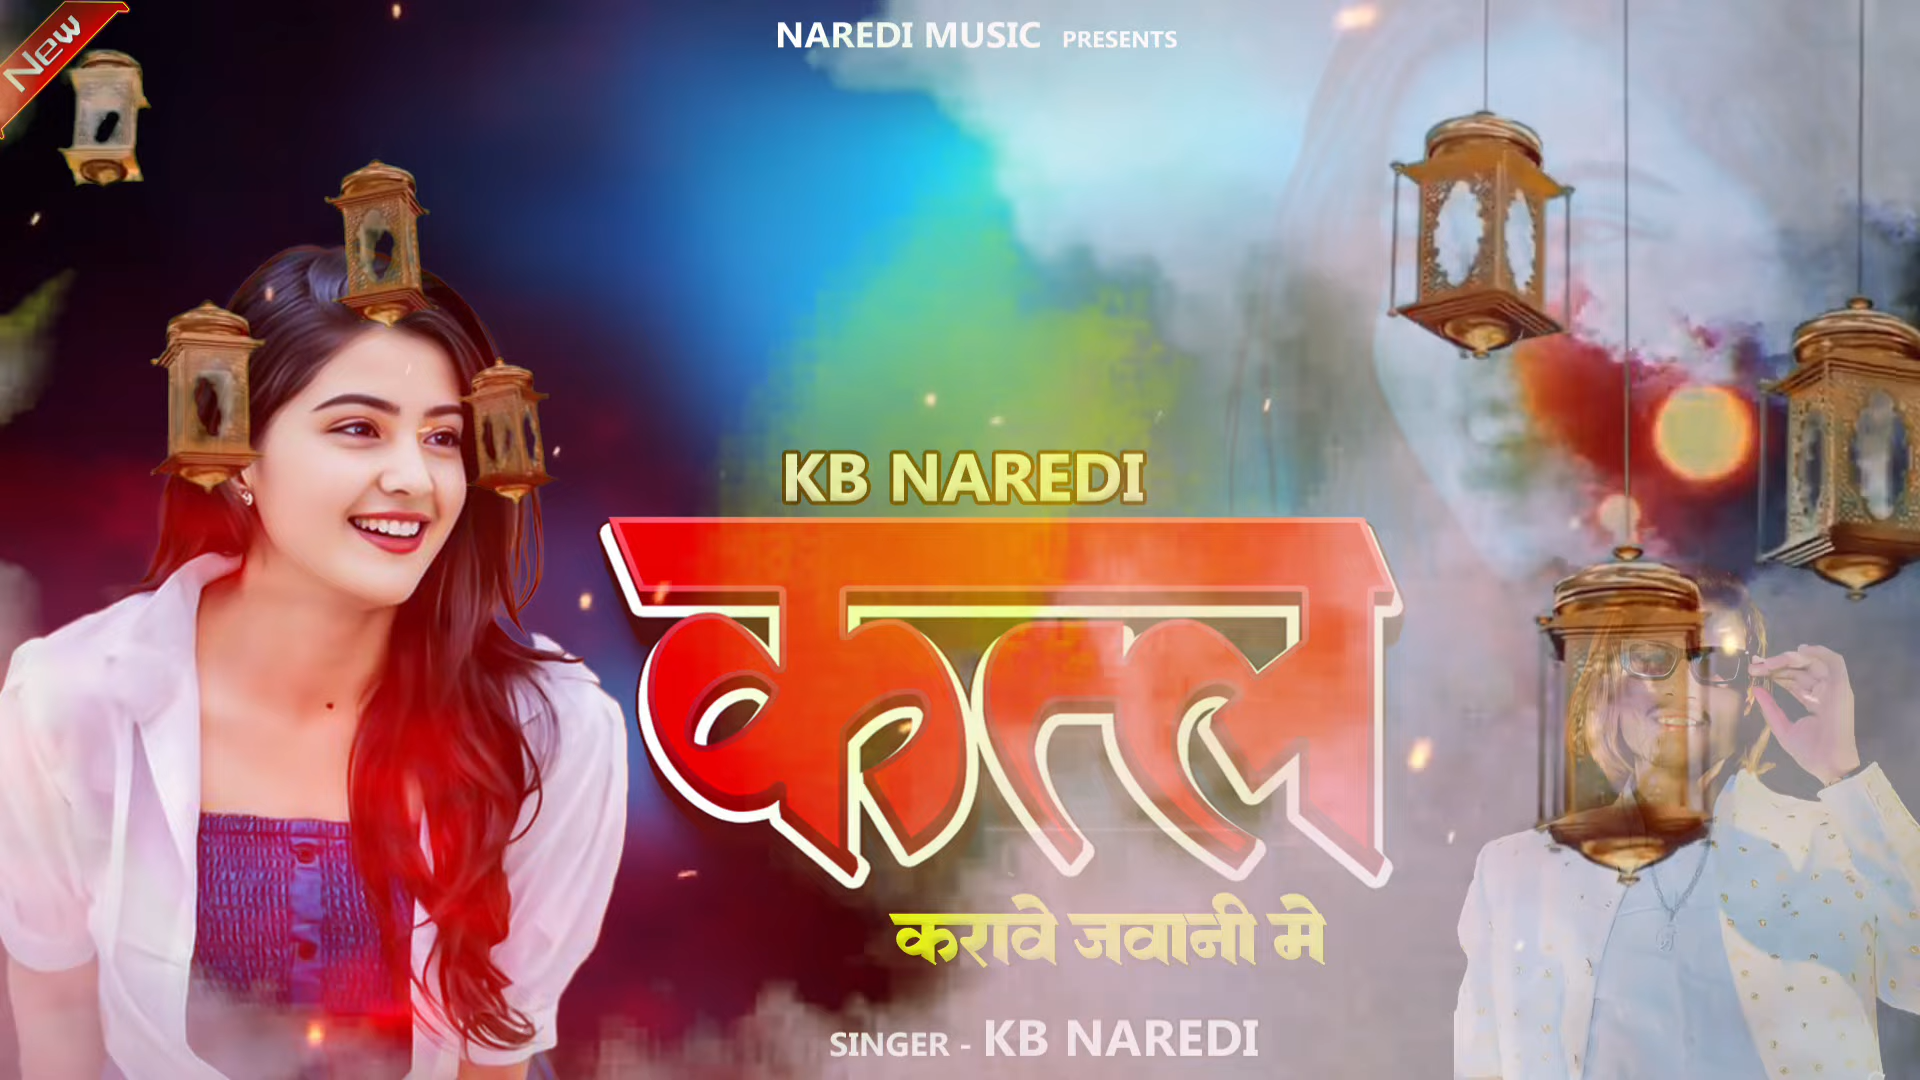 New
NAREDI MUSIC PRESENTS
KB NAREDI
कत्ल
करावे जवानी मे
SINGER - KB NAREDI